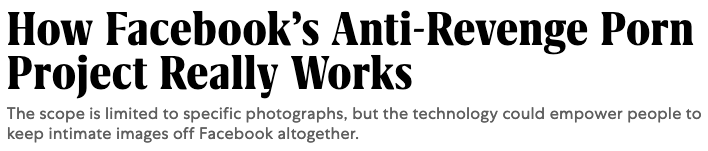 How Facebook's Anti-Revenge Porn
Project Really Works
The scope is limited to specific photographs, but the technology could empower people to
keep intimate images off Facebook altogether.